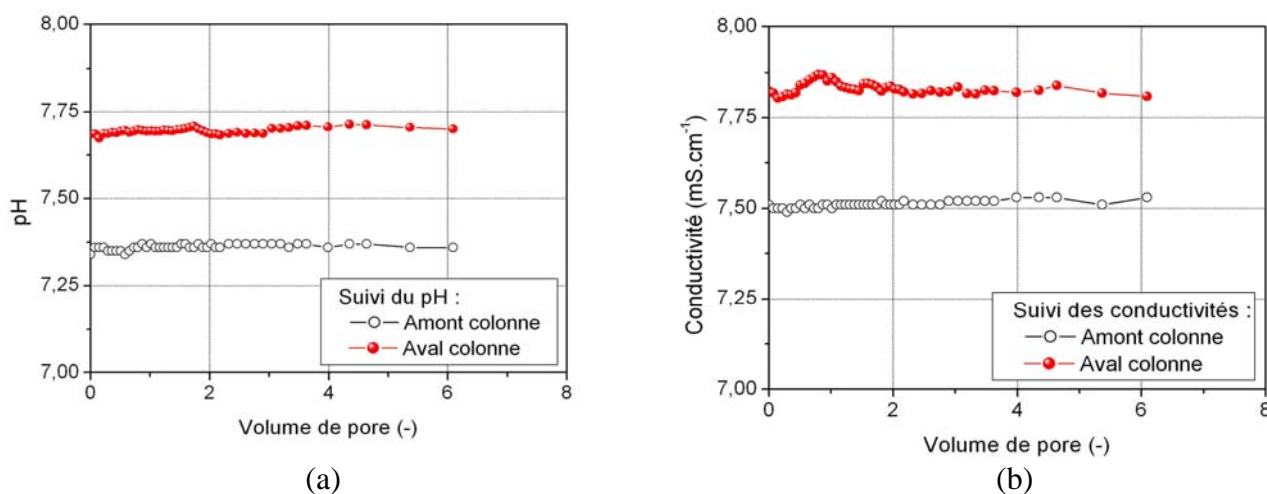 8,00
7,75
7,50
7,25
7,00
pH
0 2 4 6 8
Volume de pore (-)
Suivi du pH :
Amont colonne
Aval colonne
(a)
8,00
7,75
7,50
7,25
7,00
Conductivité (mS.cm⁻¹)
0 2 4 6 8
Volume de pore (-)
Suivi des conductivités :
Amont colonne
Aval colonne
(b)